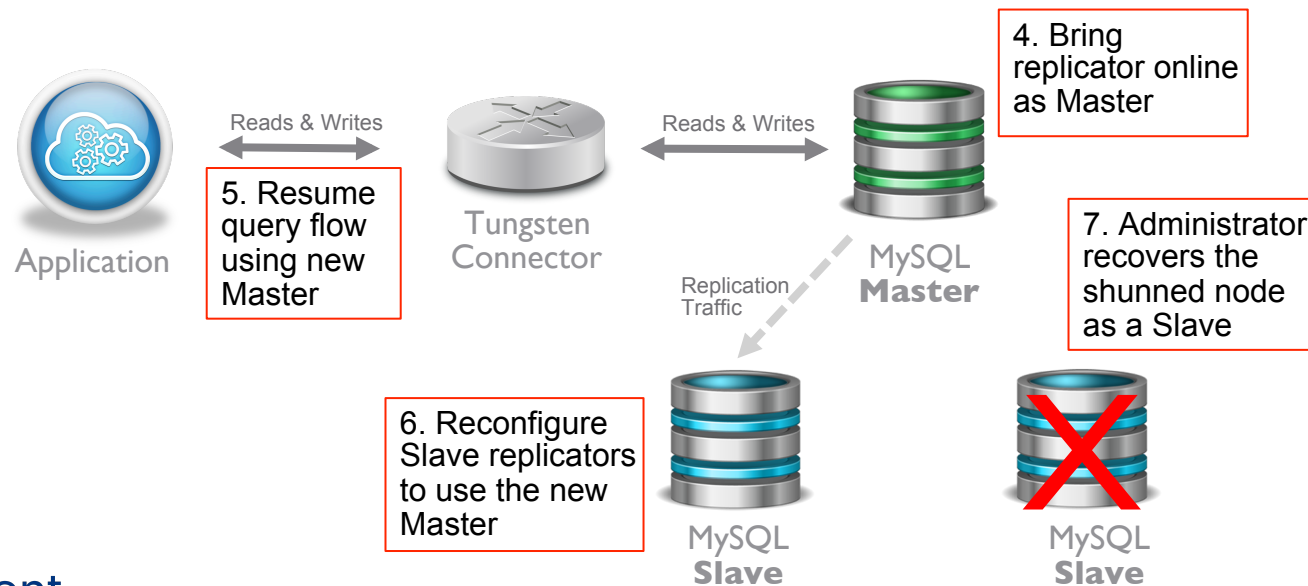 4. Bring
replicator online
as Master
Reads & Writes
Reads & Writes
5. Resume
query flow
using new
Master
Application
Tungsten
Connector
MySQL
Master
7. Administrator
recovers the
shunned node
as a Slave
Replication
Traffic
6. Reconfigure
Slave replicators
to use the new
Master
MySQL
Slave
MySQL
Slave